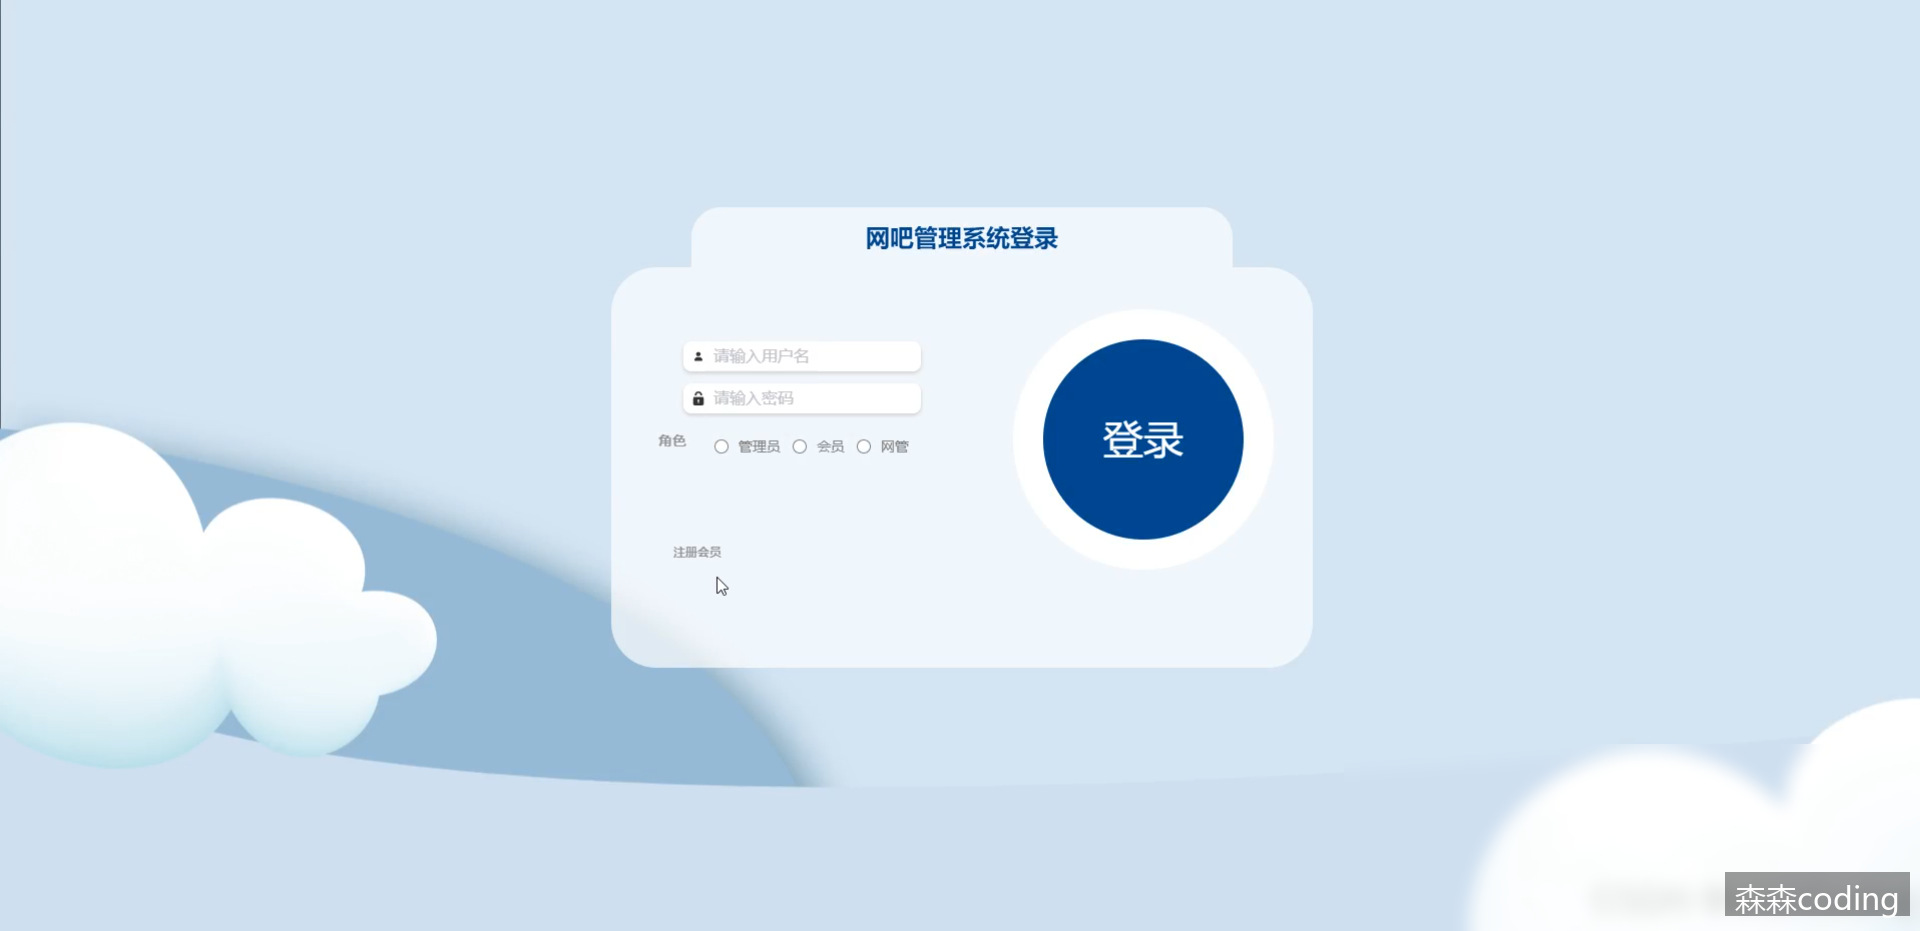 网吧管理系统登录
请输入用户名
请输入密码
角色 管理员 会员 网管
登录
注册会员
森森coding